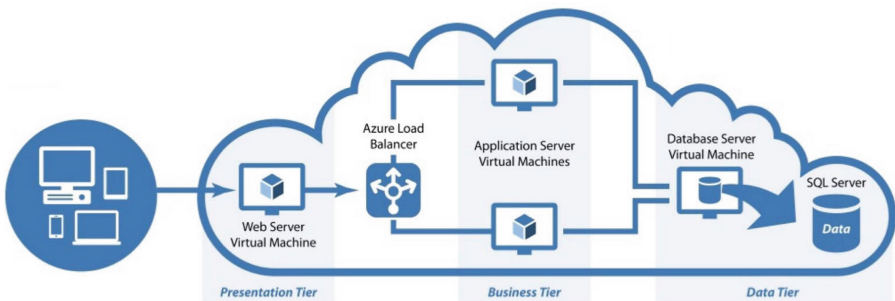 Azure Load
Balancer
Application Server
Virtual Machines
Database Server
Virtual Machine
SQL Server
Data
Web Server
Virtual Machine
Presentation Tier
Business Tier
Data Tier